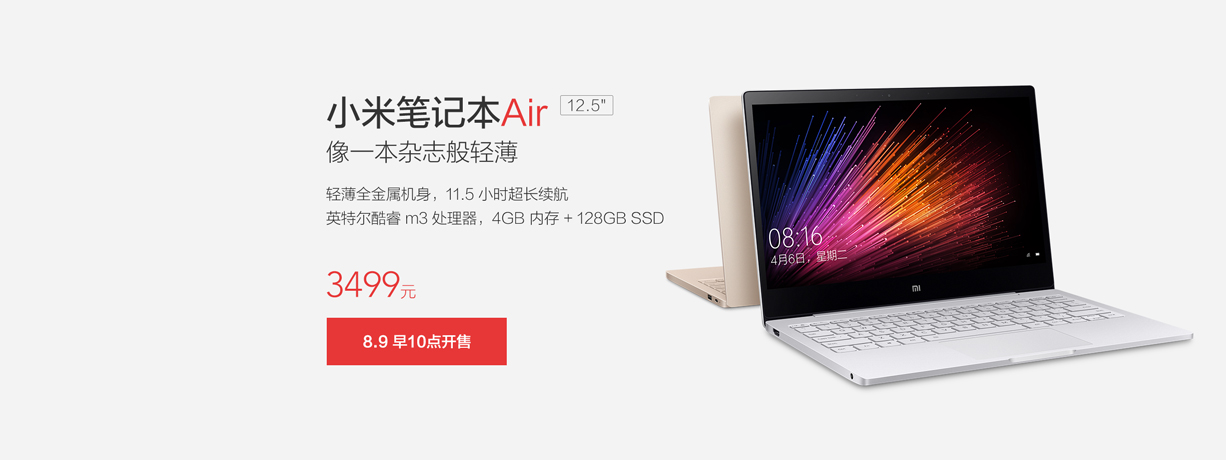 小米笔记本Air 12.5"
像一本杂志般轻薄
轻薄全金属机身，11.5 小时超长续航
英特尔酷睿 m3 处理器，4GB 内存 + 128GB SSD
3499元
8.9 早10点开售
08:16
4月6日，星期二
mi